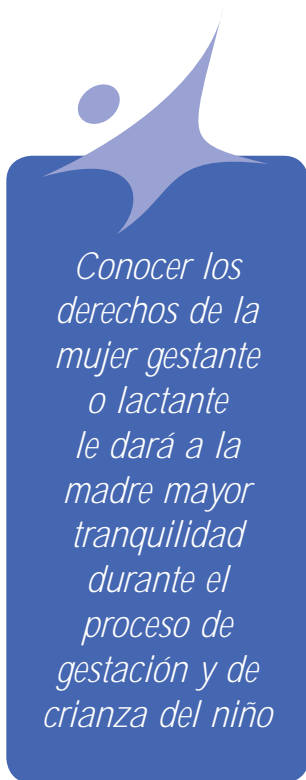 Conocer los
derechos de la
mujer gestante
o lactante
le dará a la
madre mayor
tranquilidad
durante el
proceso de
gestación y de
crianza del niño